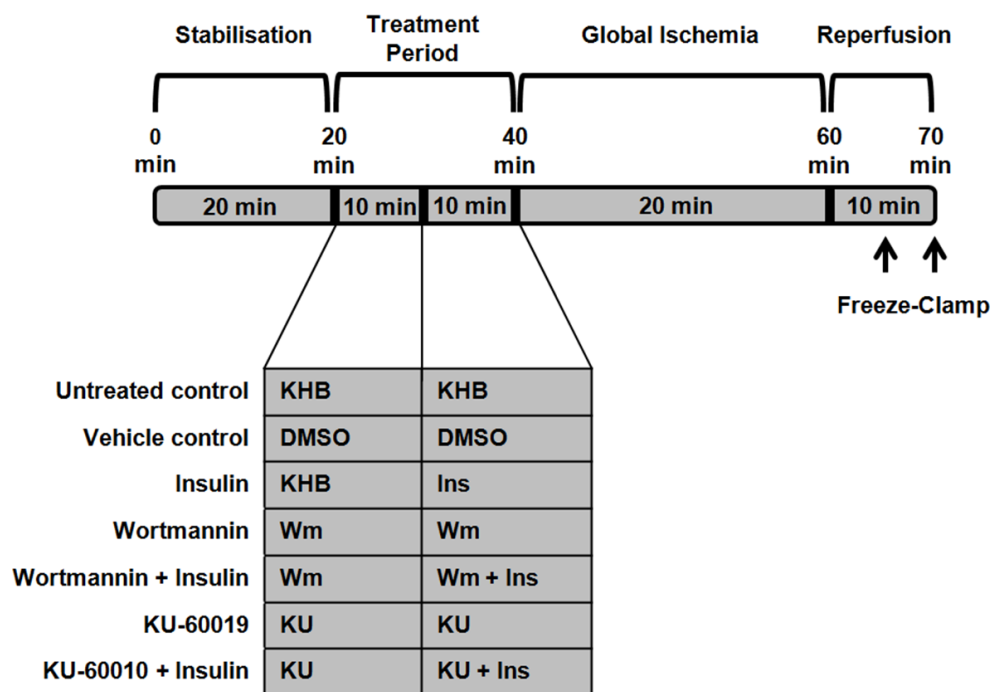 Stabilisation
Treatment
Period
Global Ischemia
Reperfusion
0
min
20
min
40
min
60
min
70
min
20 min
10 min
10 min
20 min
10 min
Freeze-Clamp
Untreated control KHB KHB
Vehicle control DMSO DMSO
Insulin KHB Ins
Wortmannin Wm Wm
Wortmannin + Insulin Wm Wm + Ins
KU-60019 KU KU
KU-60010 + Insulin KU KU + Ins